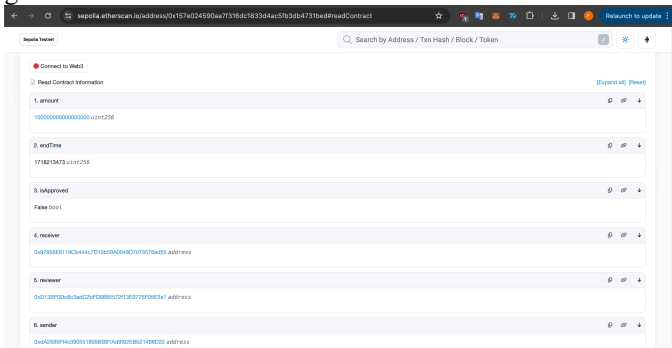 g
sepolia.etherscan.io/address/0x157e024590aa7f316dc1833d4ac5fb3db4731bed#readContract
Relaunch to update
Sepolia Testnet
Search by Address / Txn Hash / Block / Token
/
Connect to Web3
Read Contract Information
[Expand all] [Reset]
1. amount
uint256
2. endTime
1718213473 uint256
3. isApproved
False bool
4. receiver
address
5. reviewer
address
6. sender
address